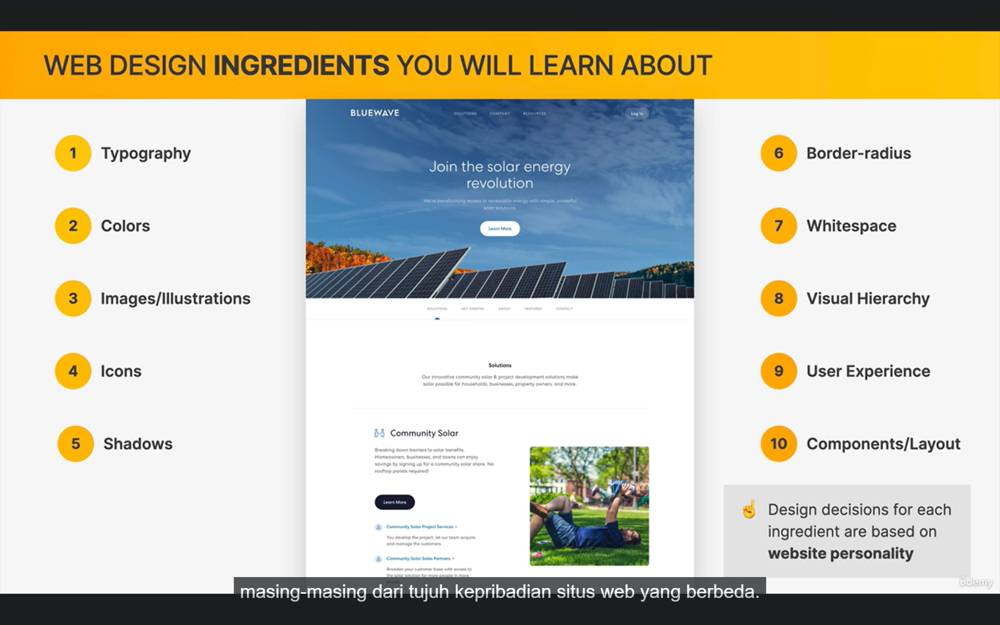 WEB DESIGN INGREDIENTS YOU WILL LEARN ABOUT
1 Typography
2 Colors
3 Images/Illustrations
4 Icons
5 Shadows
BLUEWAVE
SOLUTIONS COMPANY RESOURCES
Log In
Join the solar energy
revolution
We're transforming access to renewable energy with simple, powerful
solar solutions.
Learn More
SOLUTIONS GET STARTED ABOUT FEATURED CONTACT
Solutions
Our innovative community solar & project development solutions make
solar possible for households, businesses, property owners, and more.
Community Solar
Breaking down barriers to solar benefits.
Homeowners, businesses, and towns can enjoy
savings by signing up for a community solar share. No
rooftop panels required!
Learn More
Community Solar Project Services >
You develop the project, let our team acquire
and manage the customers.
Community Solar Sales Partners >
Broaden your customer base with access to
the solar solution for more people in more
6 Border-radius
7 Whitespace
8 Visual Hierarchy
9 User Experience
10 Components/Layout
☝️ Design decisions for each
ingredient are based on
website personality
ûdemy
masing-masing dari tujuh kepribadian situs web yang berbeda.